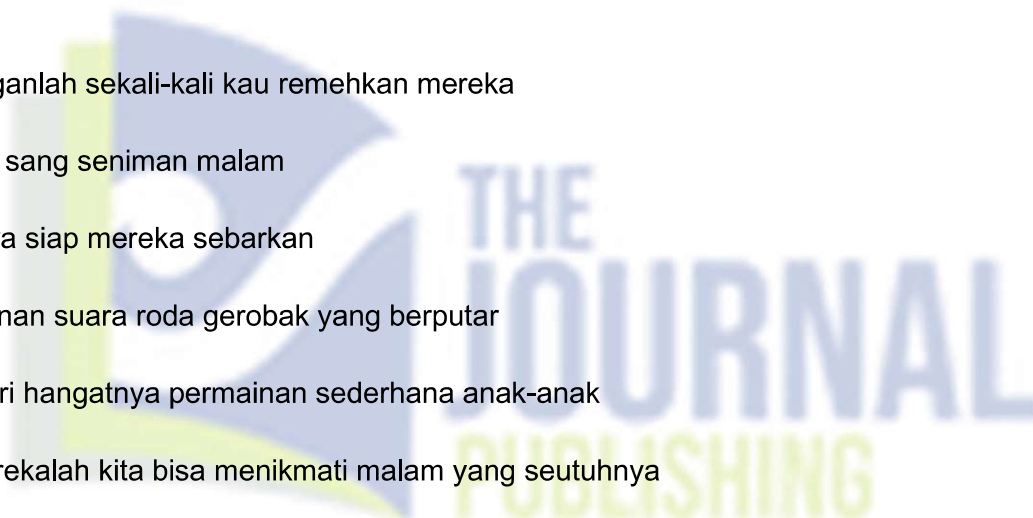 ganlah sekali-kali kau remehkan mereka
sang seniman malam
a siap mereka sebarkan
nan suara roda gerobak yang berputar
ri hangatnya permainan sederhana anak-anak
rekalah kita bisa menikmati malam yang seutuhnya
THE
JOURNAL
PUBLISHING